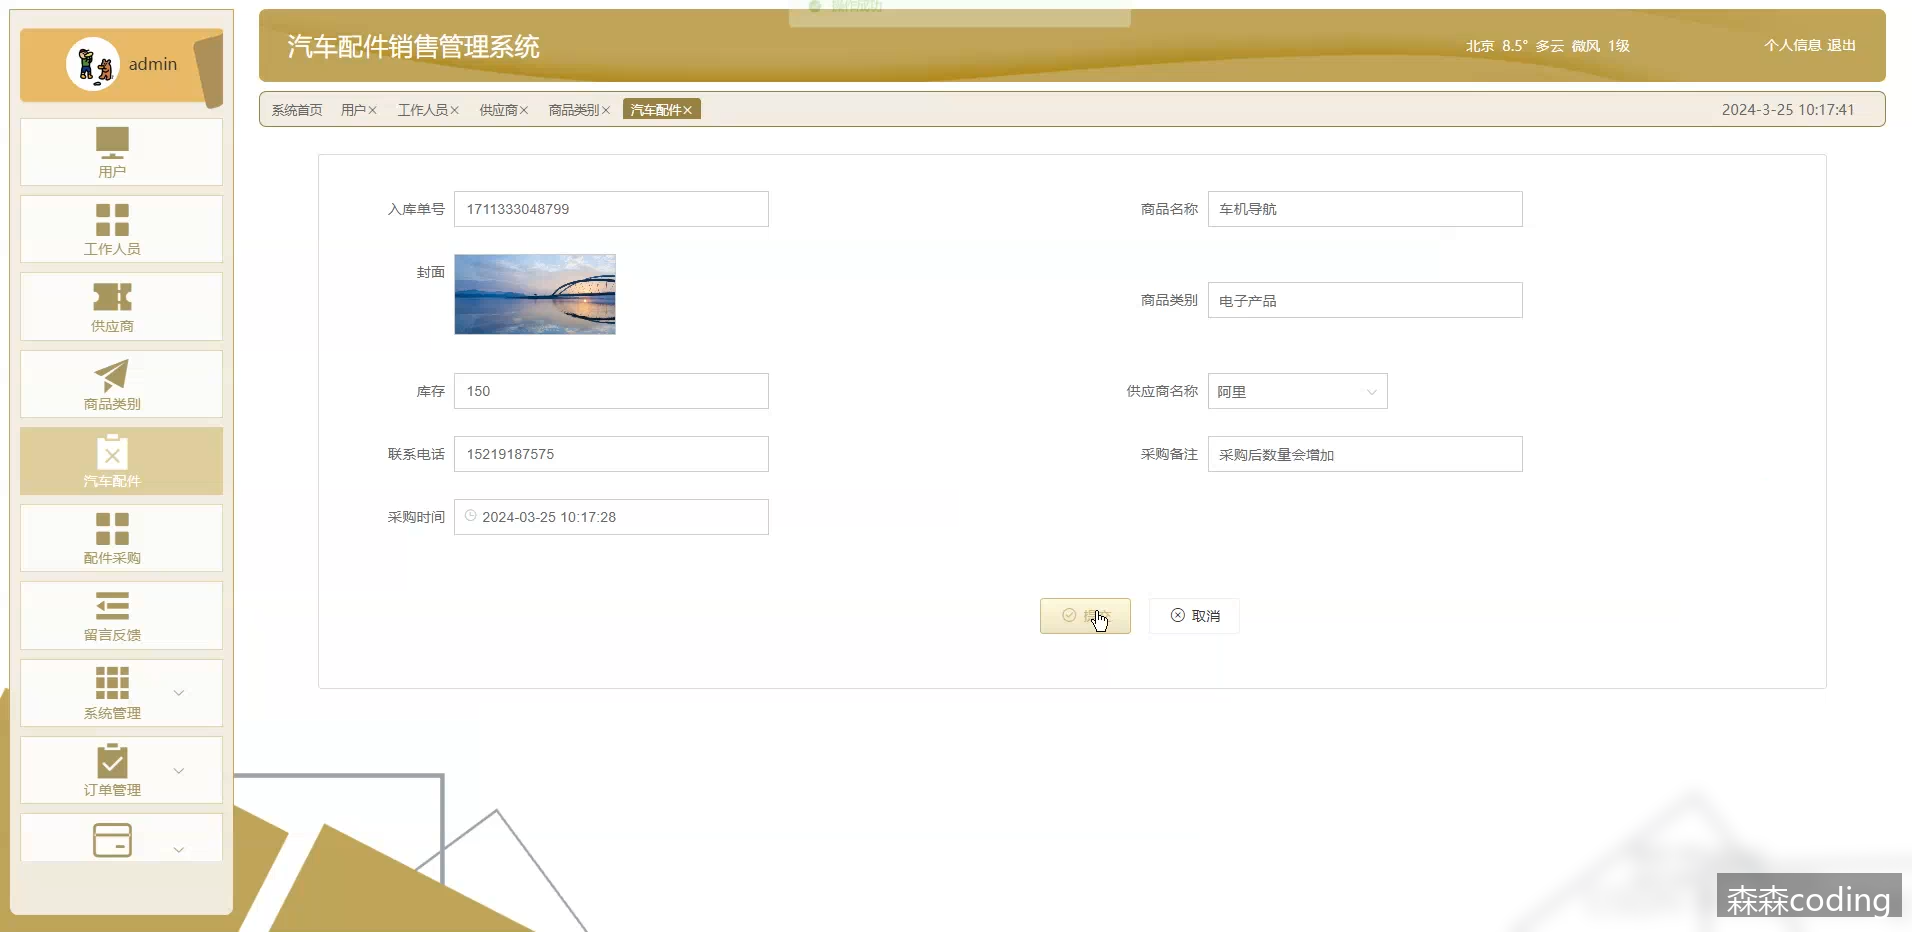 操作成功
admin
汽车配件销售管理系统
北京 8.5° 多云 微风 1级
个人信息 退出
系统首页 用户× 工作人员× 供应商× 商品类别× 汽车配件×
2024-3-25 10:17:41
用户
工作人员
供应商
商品类别
汽车配件
配件采购
留言反馈
系统管理
订单管理
入库单号 1711333048799
商品名称 车机导航
封面
商品类别 电子产品
库存 150
供应商名称 阿里
联系电话 15219187575
采购备注 采购后数量会增加
采购时间 2024-03-25 10:17:28
提交
取消
森森coding